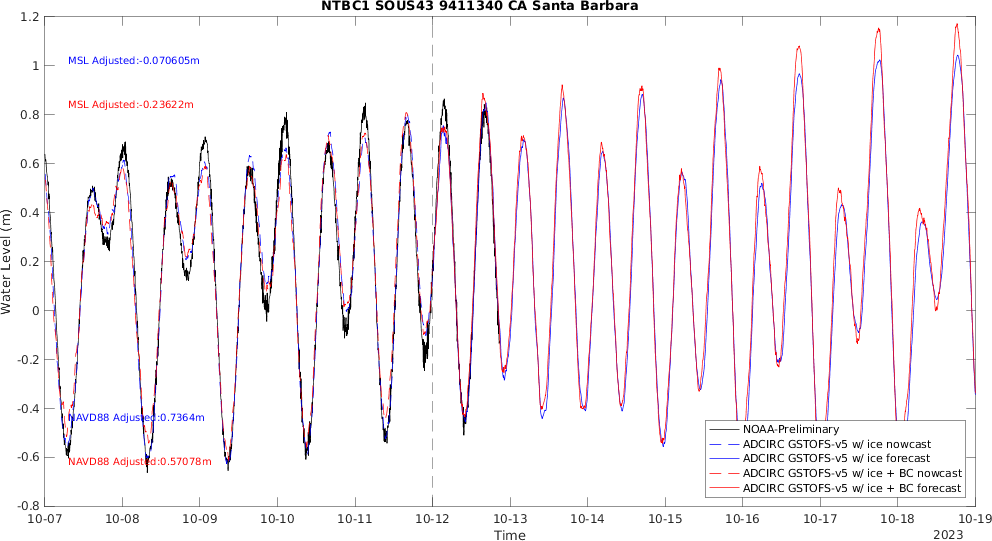 NTBC1 SOUS43 9411340 CA Santa Barbara
1.2
1
0.8
0.6
0.4
0.2
0
-0.2
-0.4
-0.6
-0.8
Water Level (m)
MSL Adjusted:-0.070605m
MSL Adjusted:-0.23622m
NAVD88 Adjusted:0.7364m
NAVD88 Adjusted:0.57078m
NOAA-Preliminary
ADCIRC GSTOFS-v5 w/ ice nowcast
ADCIRC GSTOFS-v5 w/ ice forecast
ADCIRC GSTOFS-v5 w/ ice + BC nowcast
ADCIRC GSTOFS-v5 w/ ice + BC forecast
10-07 10-08 10-09 10-10 10-11 10-12 10-13 10-14 10-15 10-16 10-17 10-18 10-19
Time
2023